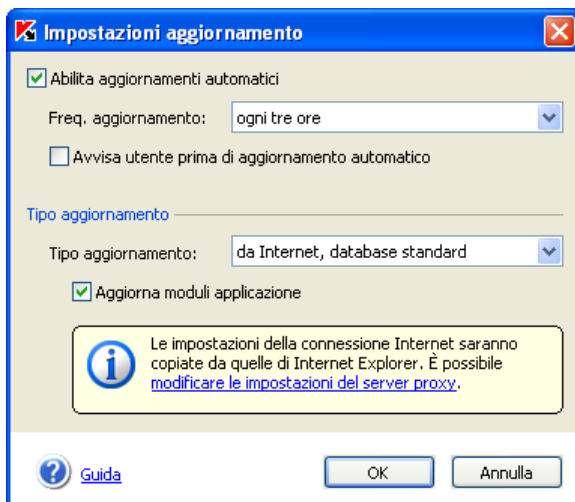 Impostazioni aggiornamento
Abilita aggiornamenti automatici
Freq. aggiornamento: ogni tre ore
Avvisa utente prima di aggiornamento automatico
Tipo aggiornamento
Tipo aggiornamento: da Internet, database standard
Aggiorna moduli applicazione
Le impostazioni della connessione Internet saranno
copiate da quelle di Internet Explorer. È possibile
modificare le impostazioni del server proxy.
Guida OK Annulla